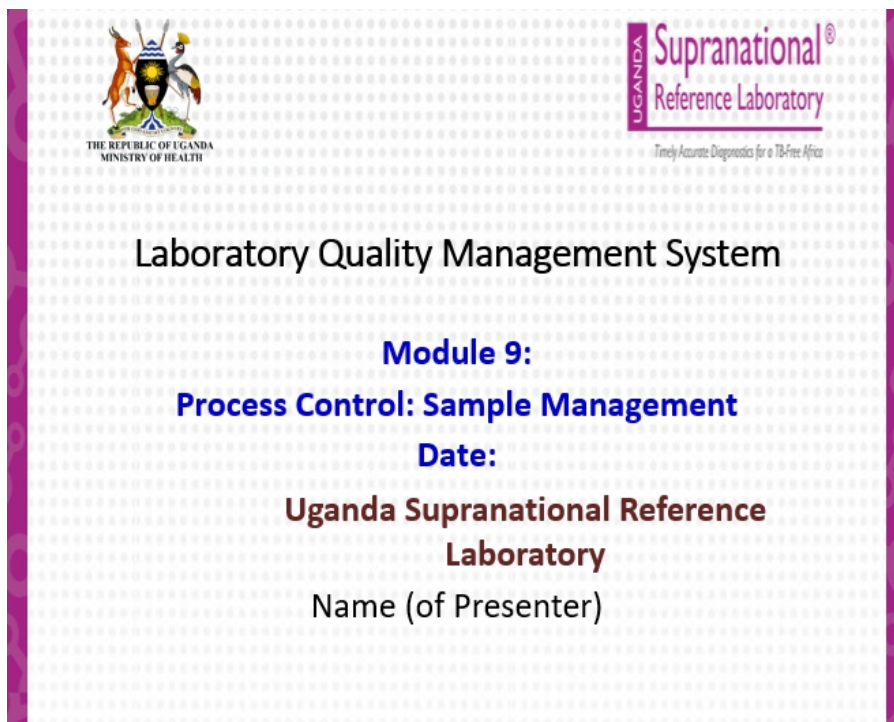 THE REPUBLIC OF UGANDA
MINISTRY OF HEALTH
UGANDA
Supranational®
Reference Laboratory
Timely Accurate Diagnostics for a TB-Free Africa
Laboratory Quality Management System
Module 9:
Process Control: Sample Management
Date:
Uganda Supranational Reference
Laboratory
Name (of Presenter)